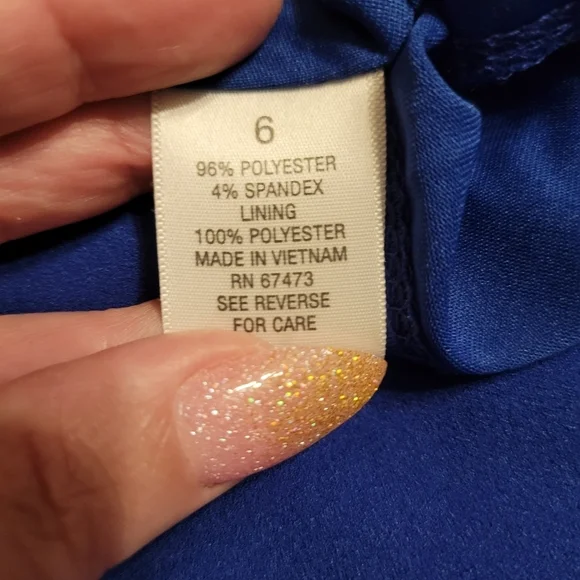 6
96% POLYESTER
4% SPANDEX
LINING
100% POLYESTER
MADE IN VIETNAM
RN 67473
SEE REVERSE
FOR CARE